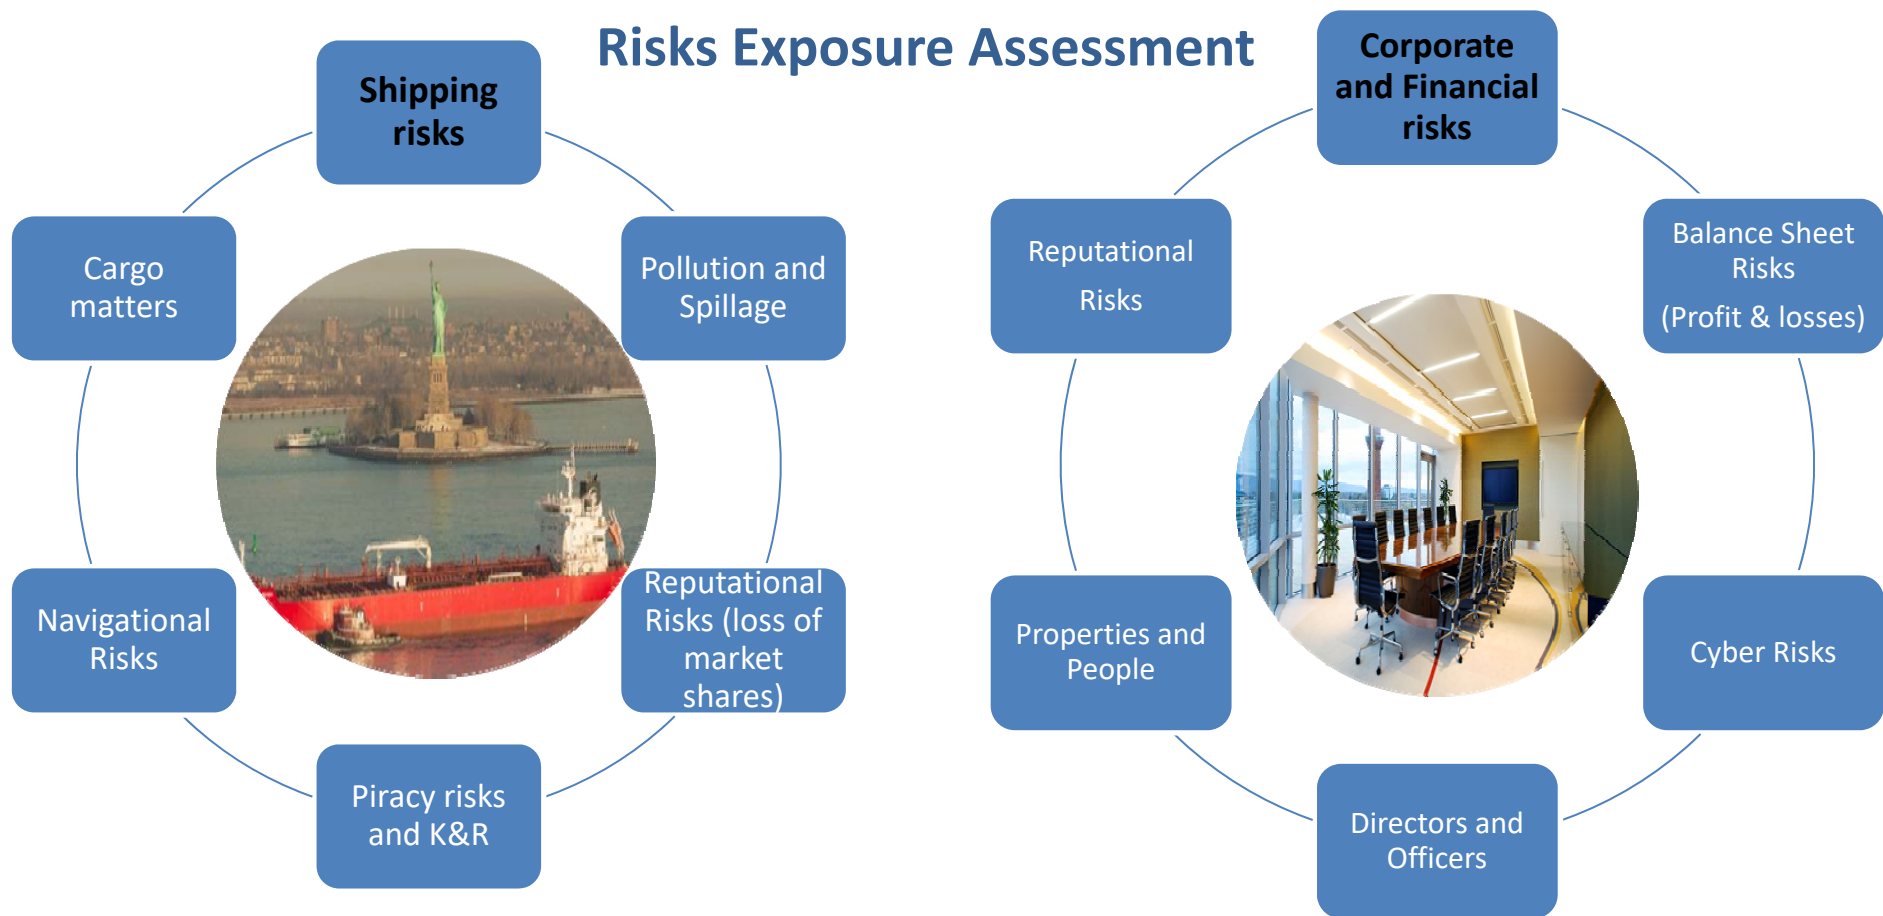 Risks Exposure Assessment
Shipping
risks
Pollution and
Spillage
Reputational
Risks (loss of
market
shares)
Piracy risks
and K&R
Navigational
Risks
Cargo
matters
Corporate
and Financial
risks
Balance Sheet
Risks
(Profit & losses)
Cyber Risks
Directors and
Officers
Properties and
People
Reputational
Risks